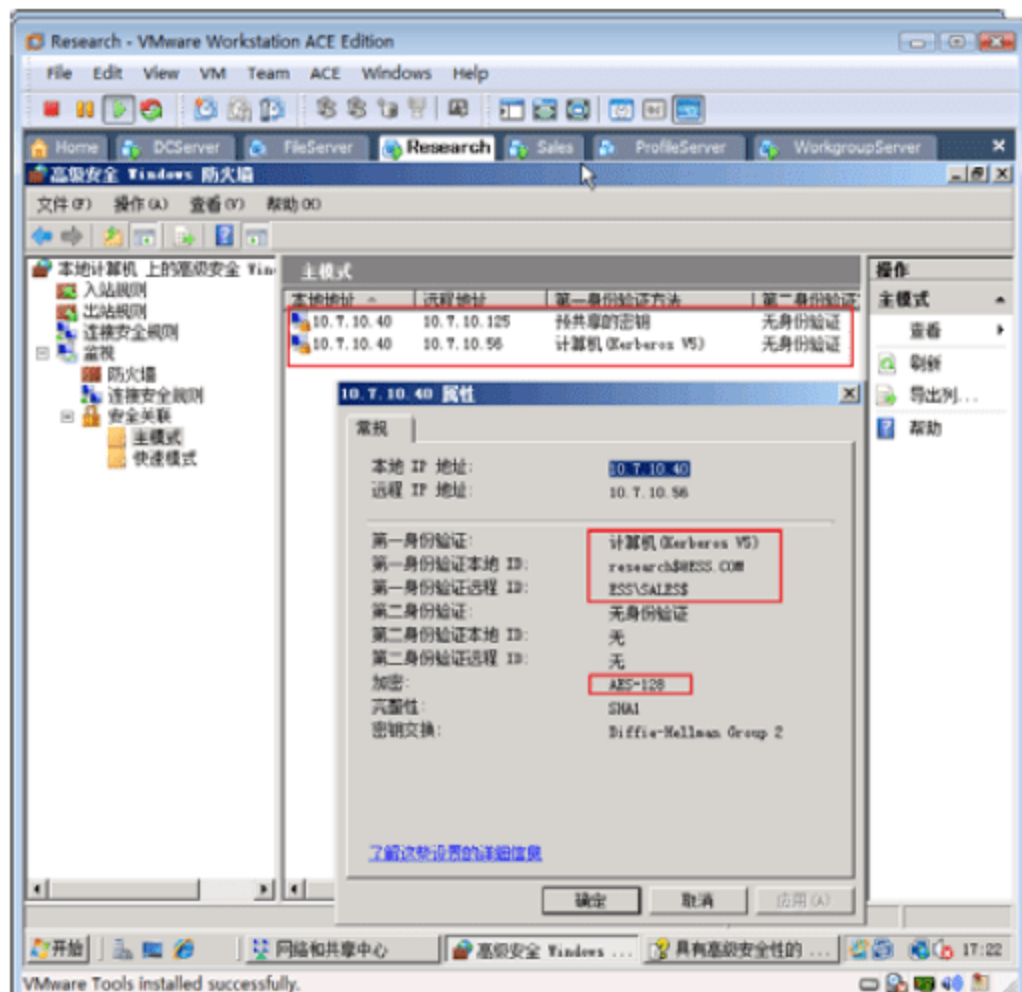 Research - VMware Workstation ACE Edition
File Edit View VM Team ACE Windows Help
Home DCServer FileServer Research Sales ProfileServer WorkgroupServer
高级安全 Windows 防火墙
文件(F) 操作(A) 查看(V) 帮助(H)
本地计算机 上的高级安全 Win
入站规则
出站规则
连接安全规则
监视
防火墙
连接安全规则
安全关联
主模式
快速模式
主模式
本地地址 远程地址 第一身份验证方法 第二身份验证
10.7.10.40 10.7.10.125 预共享的密钥 无身份验证
10.7.10.40 10.7.10.56 计算机(Kerberos V5) 无身份验证
操作
主模式
查看
刷新
导出列...
帮助
10.7.10.40 属性
常规
本地 IP 地址: 10.7.10.40
远程 IP 地址: 10.7.10.56
第一身份验证: 计算机(Kerberos V5)
第一身份验证本地 ID: research$@ESS.COM
第一身份验证远程 ID: ESS\SALES$
第二身份验证: 无身份验证
第二身份验证本地 ID: 无
第二身份验证远程 ID: 无
加密: AES-128
完整性: SHA1
密钥交换: Diffie-Hellman Group 2
了解这些设置的详细信息
确定 取消 应用(A)
开始 网络和共享中心 高级安全 Windows ... 具有高级安全性的 ... 17:22
VMware Tools installed successfully.